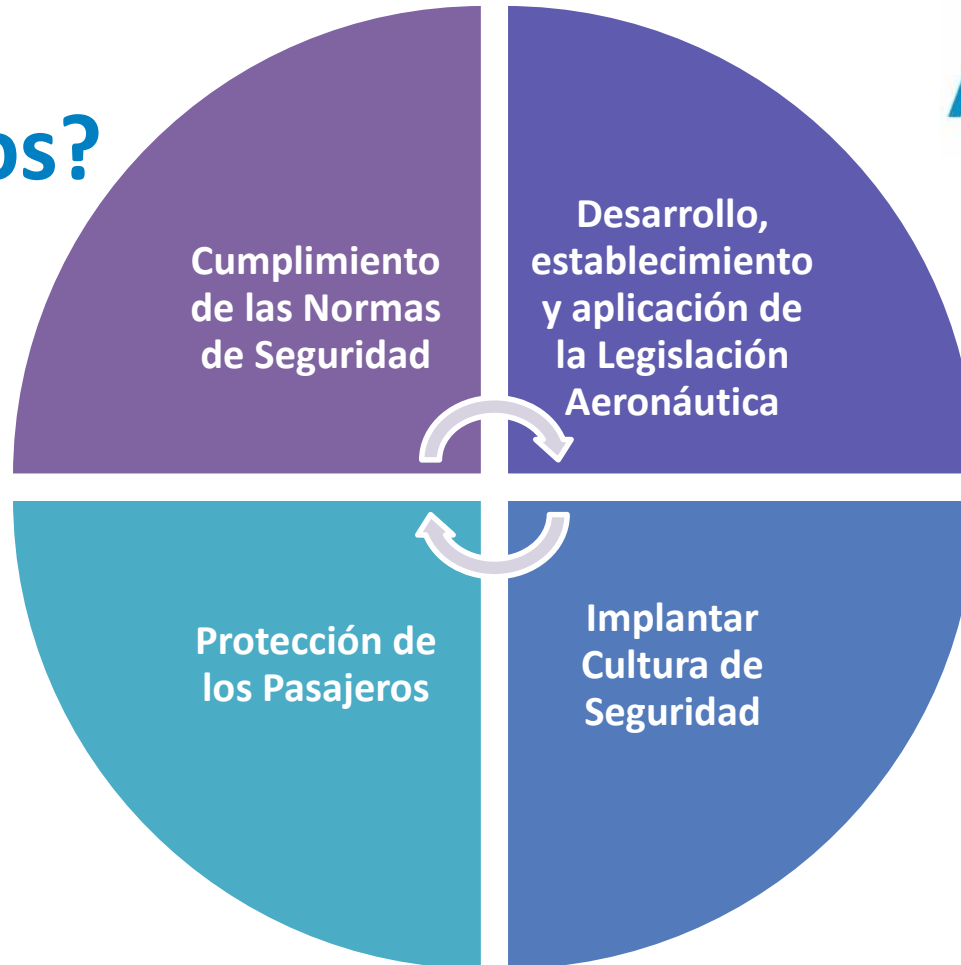 os?
Cumplimiento
de las Normas
de Seguridad
Desarrollo,
establecimiento
y aplicación de
la Legislación
Aeronáutica
Protección de
los Pasajeros
Implantar
Cultura de
Seguridad